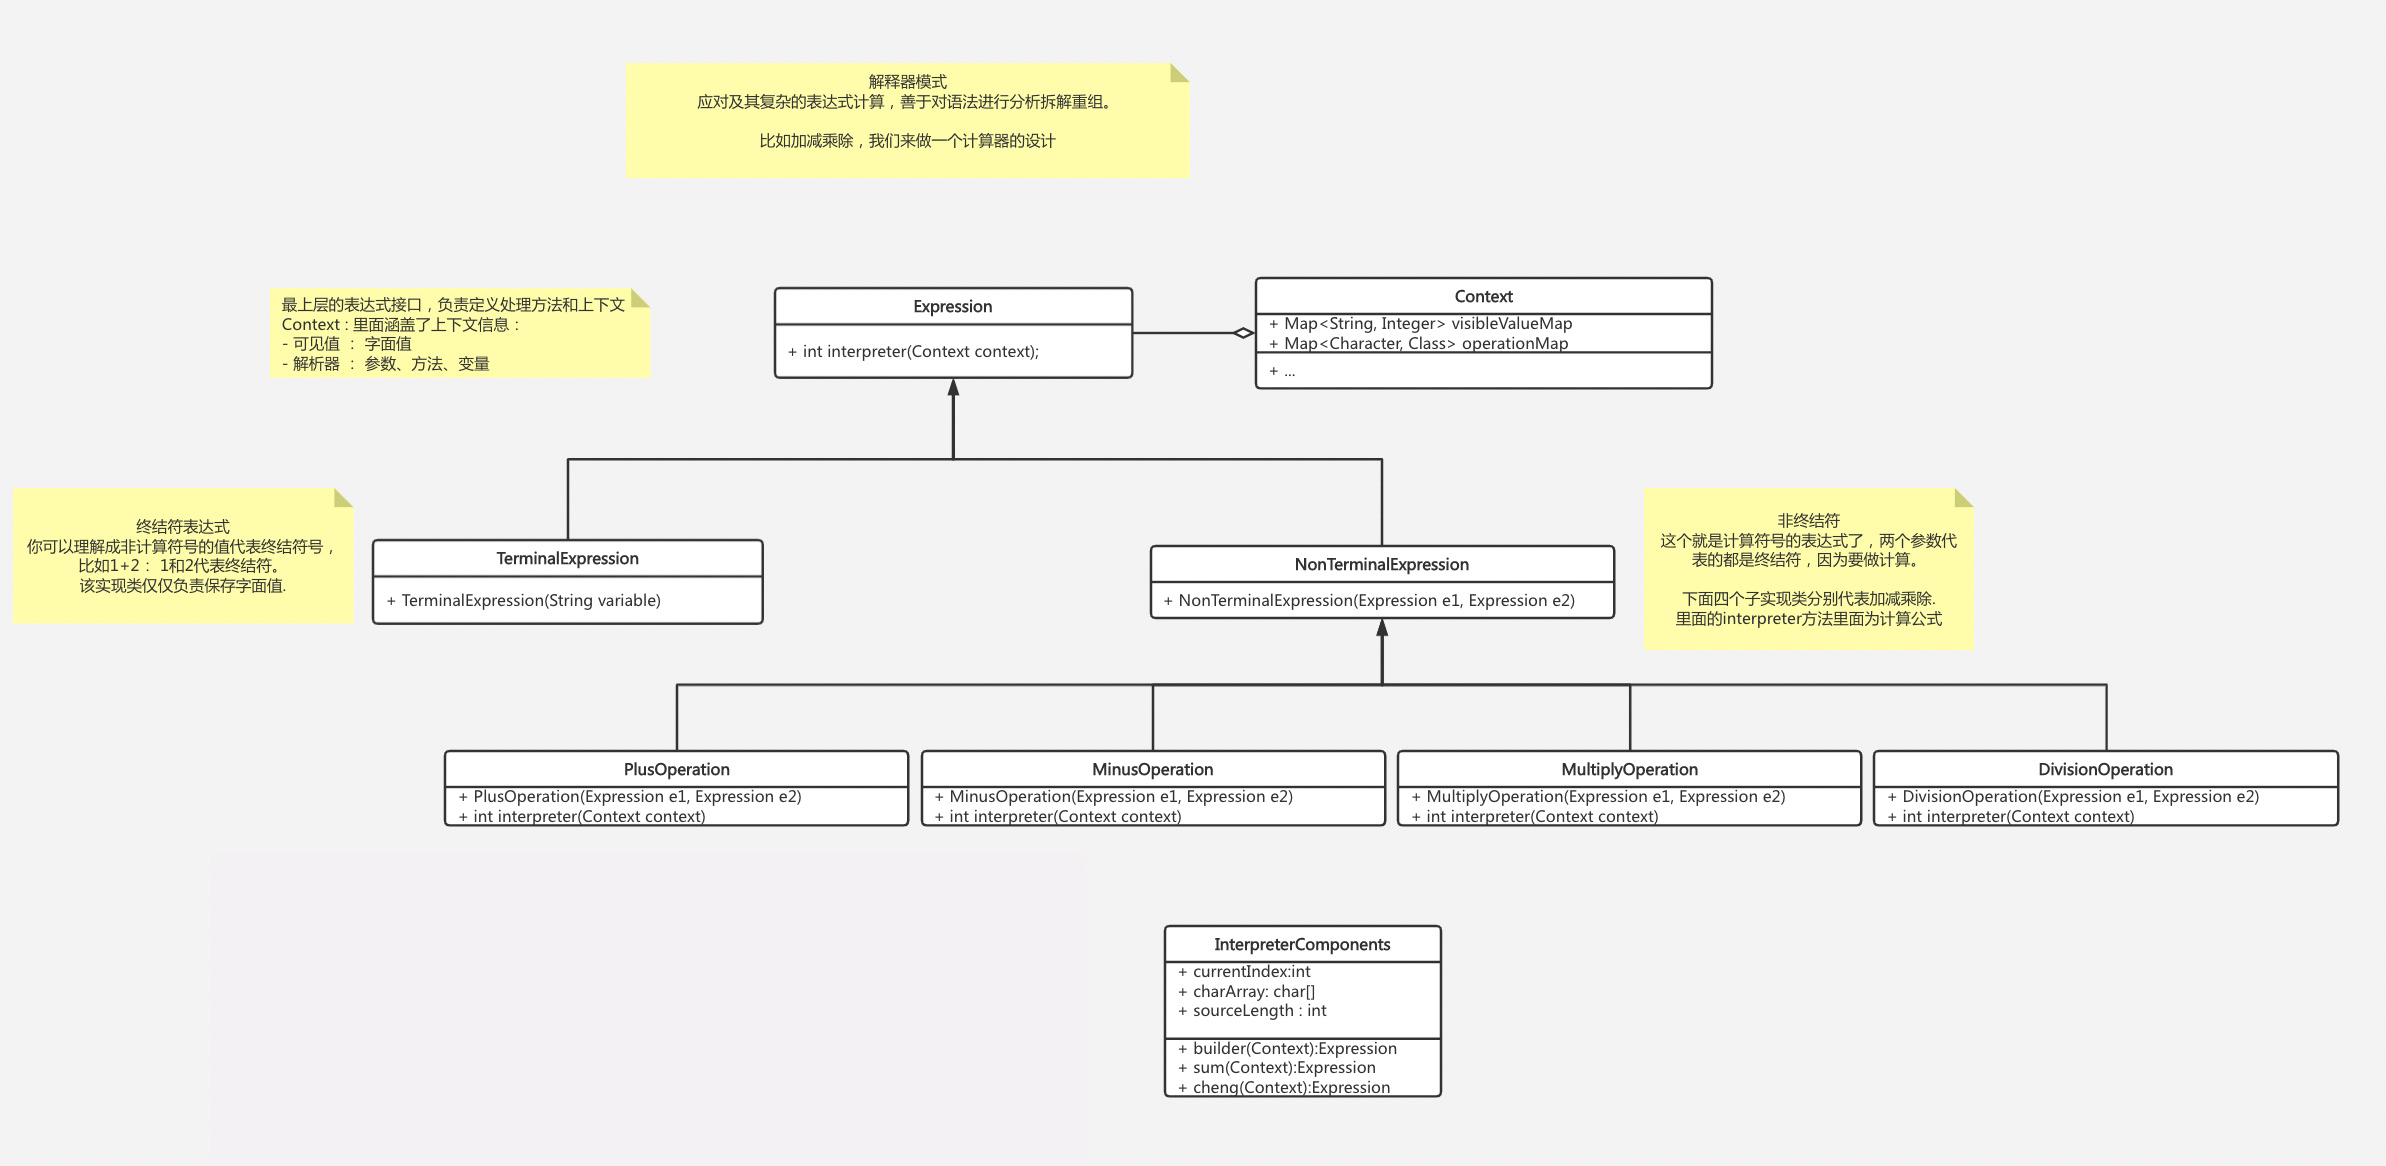 解释器模式
应对及其复杂的表达式计算，善于对语法进行分析拆解重组。
比如加减乘除，我们来做一个计算器的设计
最上层的表达式接口，负责定义处理方法和上下文
Context : 里面涵盖了上下文信息：
- 可见值 ： 字面值
- 解析器 ： 参数、方法、变量
Expression
+ int interpreter(Context context);
Context
+ Map<String, Integer> visibleValueMap
+ Map<Character, Class> operationMap
+ ...
终结符表达式
你可以理解成非计算符号的值代表终结符号，
比如1+2： 1和2代表终结符。
该实现类仅仅负责保存字面值.
TerminalExpression
+ TerminalExpression(String variable)
NonTerminalExpression
+ NonTerminalExpression(Expression e1, Expression e2)
非终结符
这个就是计算符号的表达式了，两个参数代
表的都是终结符，因为要做计算。
下面四个子实现类分别代表加减乘除.
里面的interpreter方法里面为计算公式
PlusOperation
+ PlusOperation(Expression e1, Expression e2)
+ int interpreter(Context context)
MinusOperation
+ MinusOperation(Expression e1, Expression e2)
+ int interpreter(Context context)
MultiplyOperation
+ MultiplyOperation(Expression e1, Expression e2)
+ int interpreter(Context context)
DivisionOperation
+ DivisionOperation(Expression e1, Expression e2)
+ int interpreter(Context context)
InterpreterComponents
+ currentIndex:int
+ charArray: char[]
+ sourceLength : int
+ builder(Context):Expression
+ sum(Context):Expression
+ cheng(Context):Expression